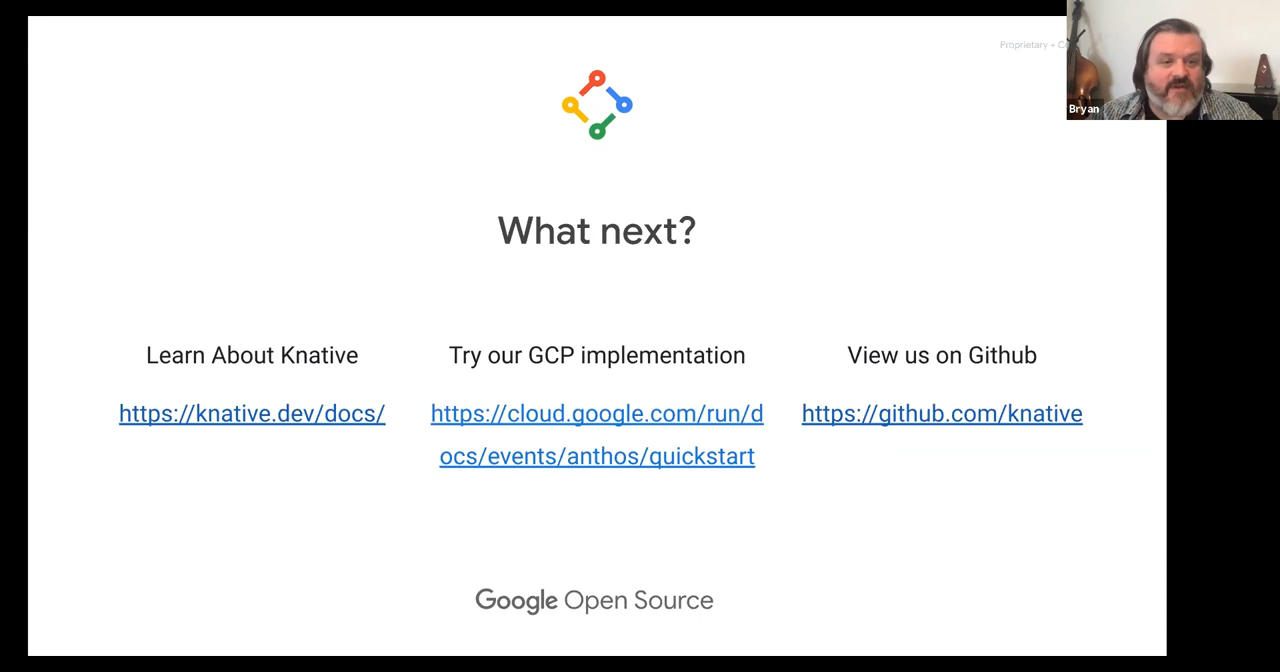 Proprietary +
Bryan
What next?
Learn About Knative
https://knative.dev/docs/
Try our GCP implementation
https://cloud.google.com/run/d
ocs/events/anthos/quickstart
View us on Github
https://github.com/knative
Google Open Source